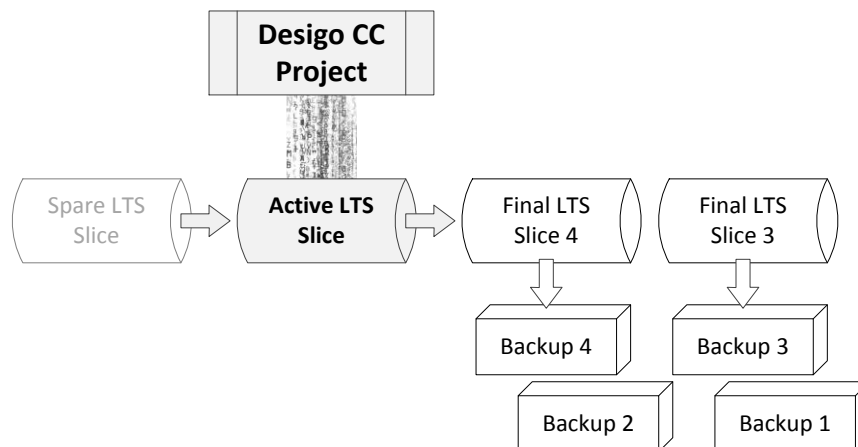 Desigo CC
Project
Spare LTS
Slice
Active LTS
Slice
Final LTS
Slice 4
Final LTS
Slice 3
Backup 4
Backup 3
Backup 2
Backup 1